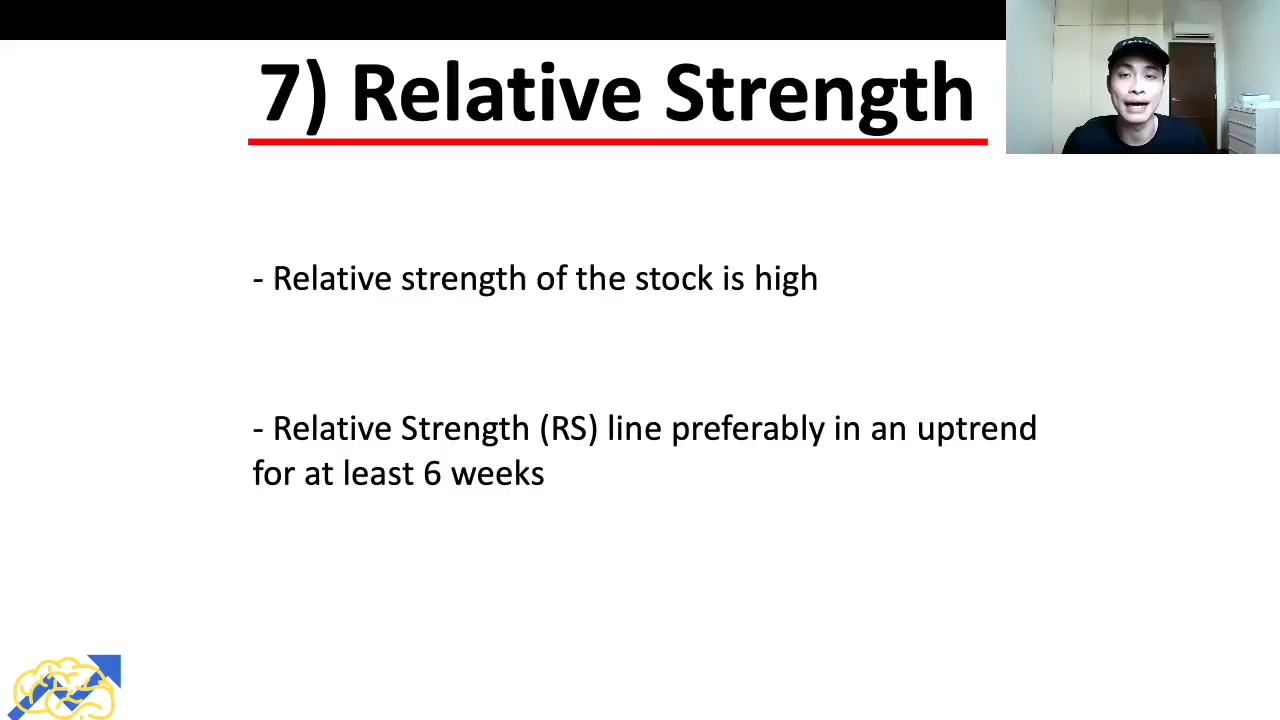 7) Relative Strength
- Relative strength of the stock is high
- Relative Strength (RS) line preferably in an uptrend
for at least 6 weeks